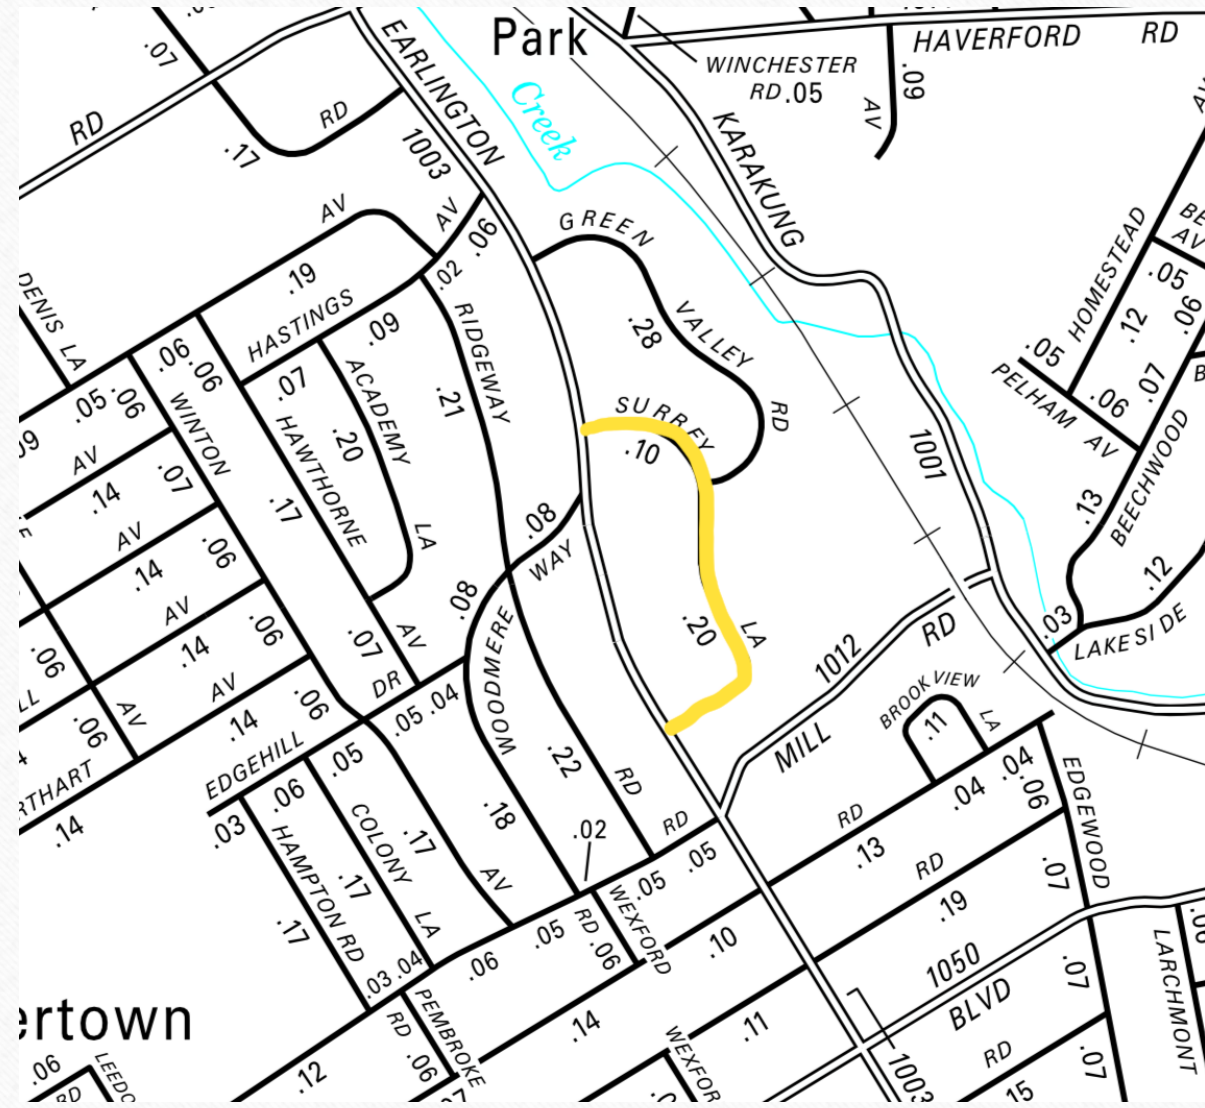 Park
Creek
EARLINGTON
1003
HAVERFORD RD
WINCHESTER
RD .05
KARAKUNG
AV
.09
.07
RD
.17
RD
AV
.19
AV
.06
.02
HASTINGS
.09
DENIS LA
.06
.06
.05
.06
.07
WINTON
HAWTHORNE
AV
ACADEMY
LA
.20
.17
.07
RIDGEWAY
RD
.21
GREEN
VALLEY
RD
.28
SURREY
LA
.10
.20
1001
HOMESTEAD
AV
.05
.06
.12
.05
PELHAM AV
.06
.07
BEECHWOOD
.13
.12
.03
LAKESIDE
AV
.14
.07
AV
.14
.06
AV
.14
.06
AV
.14
.06
.06
.06
AV
.14
.08
WAY
.08
WOODMERE
.18
EDGEHILL
DR
.05
.04
.22
.05
.06
.03
HAMPTON RD
.17
COLONY
LA
.17
.17
AV
.02
RD
.05
.05
WEXFORD
RD
.06
.05
.06
.04
.03
PEMBROKE
RD
.06
.12
.14
.10
.11
MILL
RD
1012
BROOK VIEW
LA
.11
RD
.04
.04
.06
.13
RD
.19
EDGEWOOD
.07
1050
BLVD
.07
RD
.07
LARCHMONT
1003
ertown
.06
RD